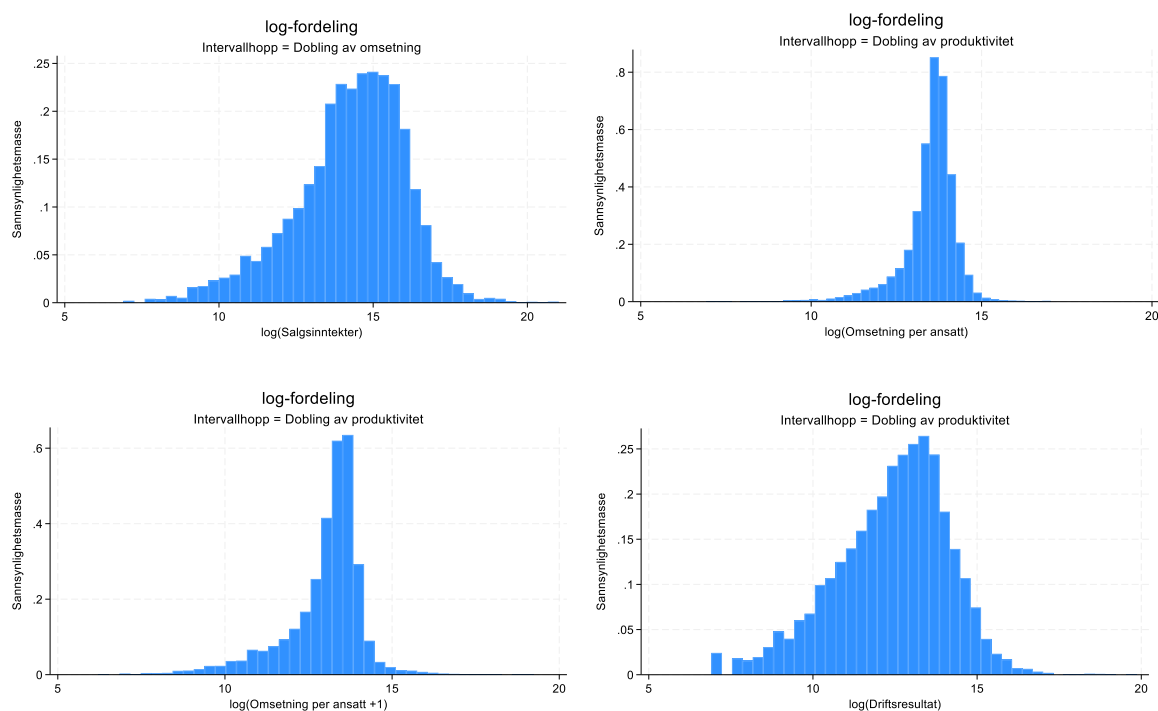 log-fordeling
Intervallhopp = Dobling av omsetning
Sannsynlighetsmasse
.25
.2
.15
.1
.05
0
5 10 15 20
log(Salgsinntekter)
log-fordeling
Intervallhopp = Dobling av produktivitet
Sannsynlighetsmasse
.8
.6
.4
.2
0
5 10 15 20
log(Omsetning per ansatt)
log-fordeling
Intervallhopp = Dobling av produktivitet
Sannsynlighetsmasse
.6
.4
.2
0
5 10 15 20
log(Omsetning per ansatt +1)
log-fordeling
Intervallhopp = Dobling av produktivitet
Sannsynlighetsmasse
.25
.2
.15
.1
.05
0
5 10 15 20
log(Driftsresultat)